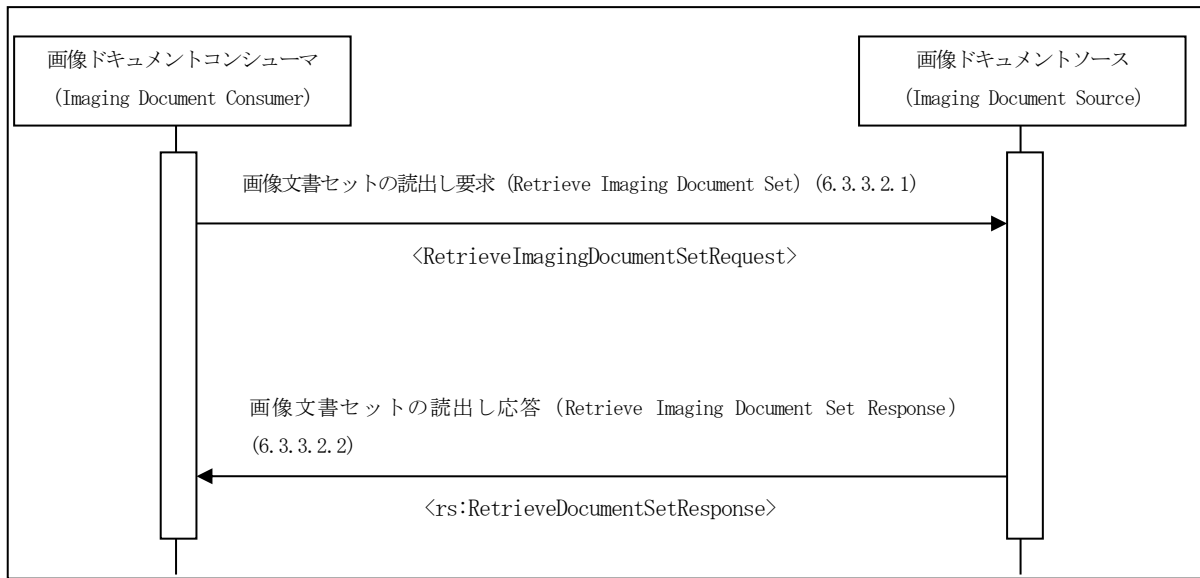 画像ドキュメントコンシューマ
(Imaging Document Consumer)
画像ドキュメントソース
(Imaging Document Source)
画像文書セットの読出し要求 (Retrieve Imaging Document Set) (6.3.3.2.1)
<RetrieveImagingDocumentSetRequest>
画像文書セットの読出し応答 (Retrieve Imaging Document Set Response)
(6.3.3.2.2)
<rs:RetrieveDocumentSetResponse>